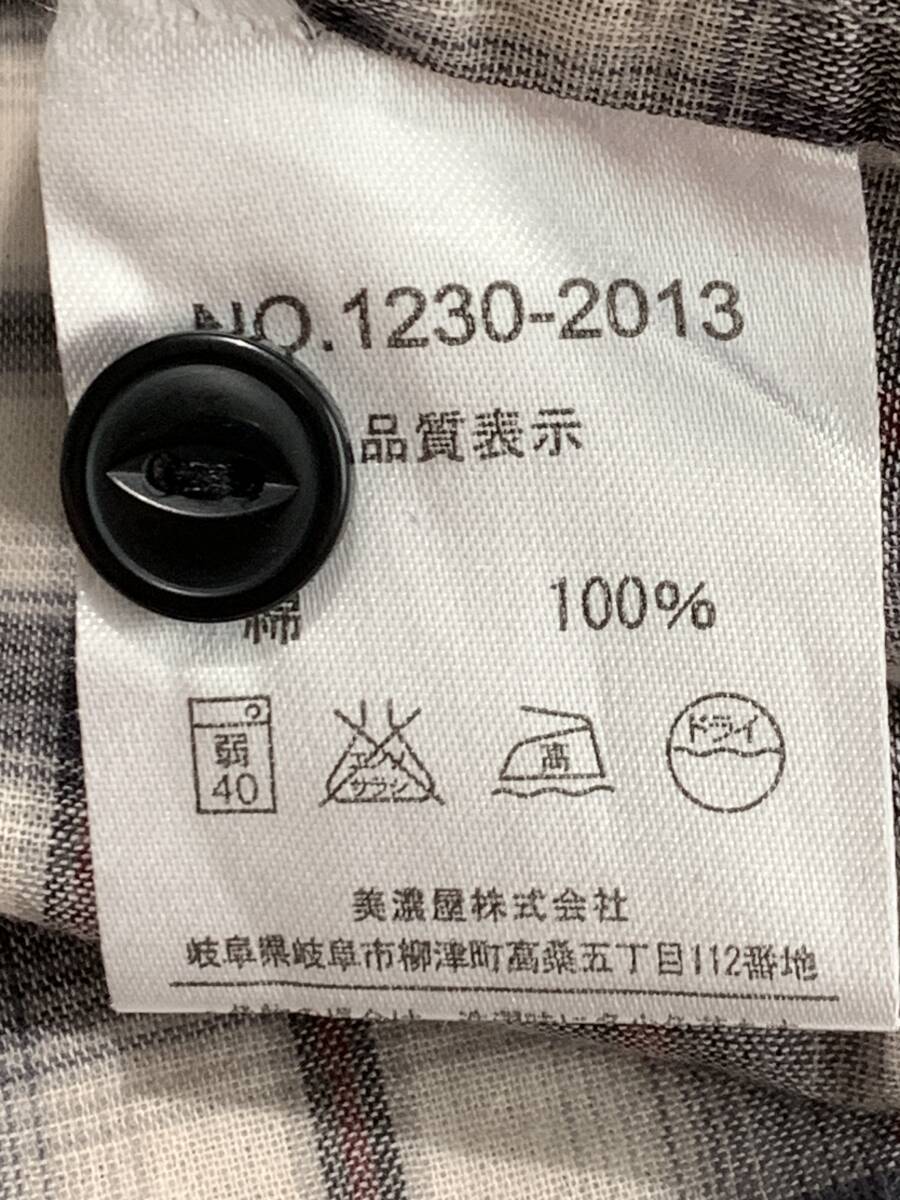 NO.1230-2013
品質表示
綿 100%
弱
40
エンソ
サラシ
高
ドライ
美濃屋株式会社
岐阜県岐阜市柳津町高桑五丁目112番地